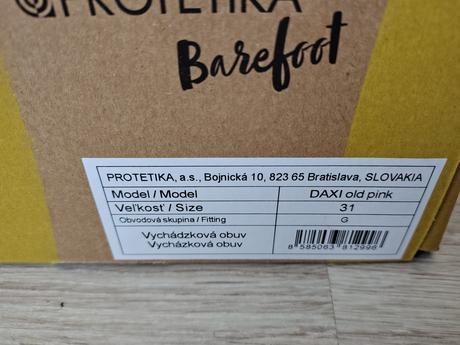 PROTETIKA
Barefoot
PROTETIKA, a.s., Bojnická 10, 823 65 Bratislava, SLOVAKIA
Model / Model DAXI old pink
Veľkosť / Size 31
Obvodová skupina / Fitting G
Vychádzková obuv
Vycházková obuv
8 585063 812996